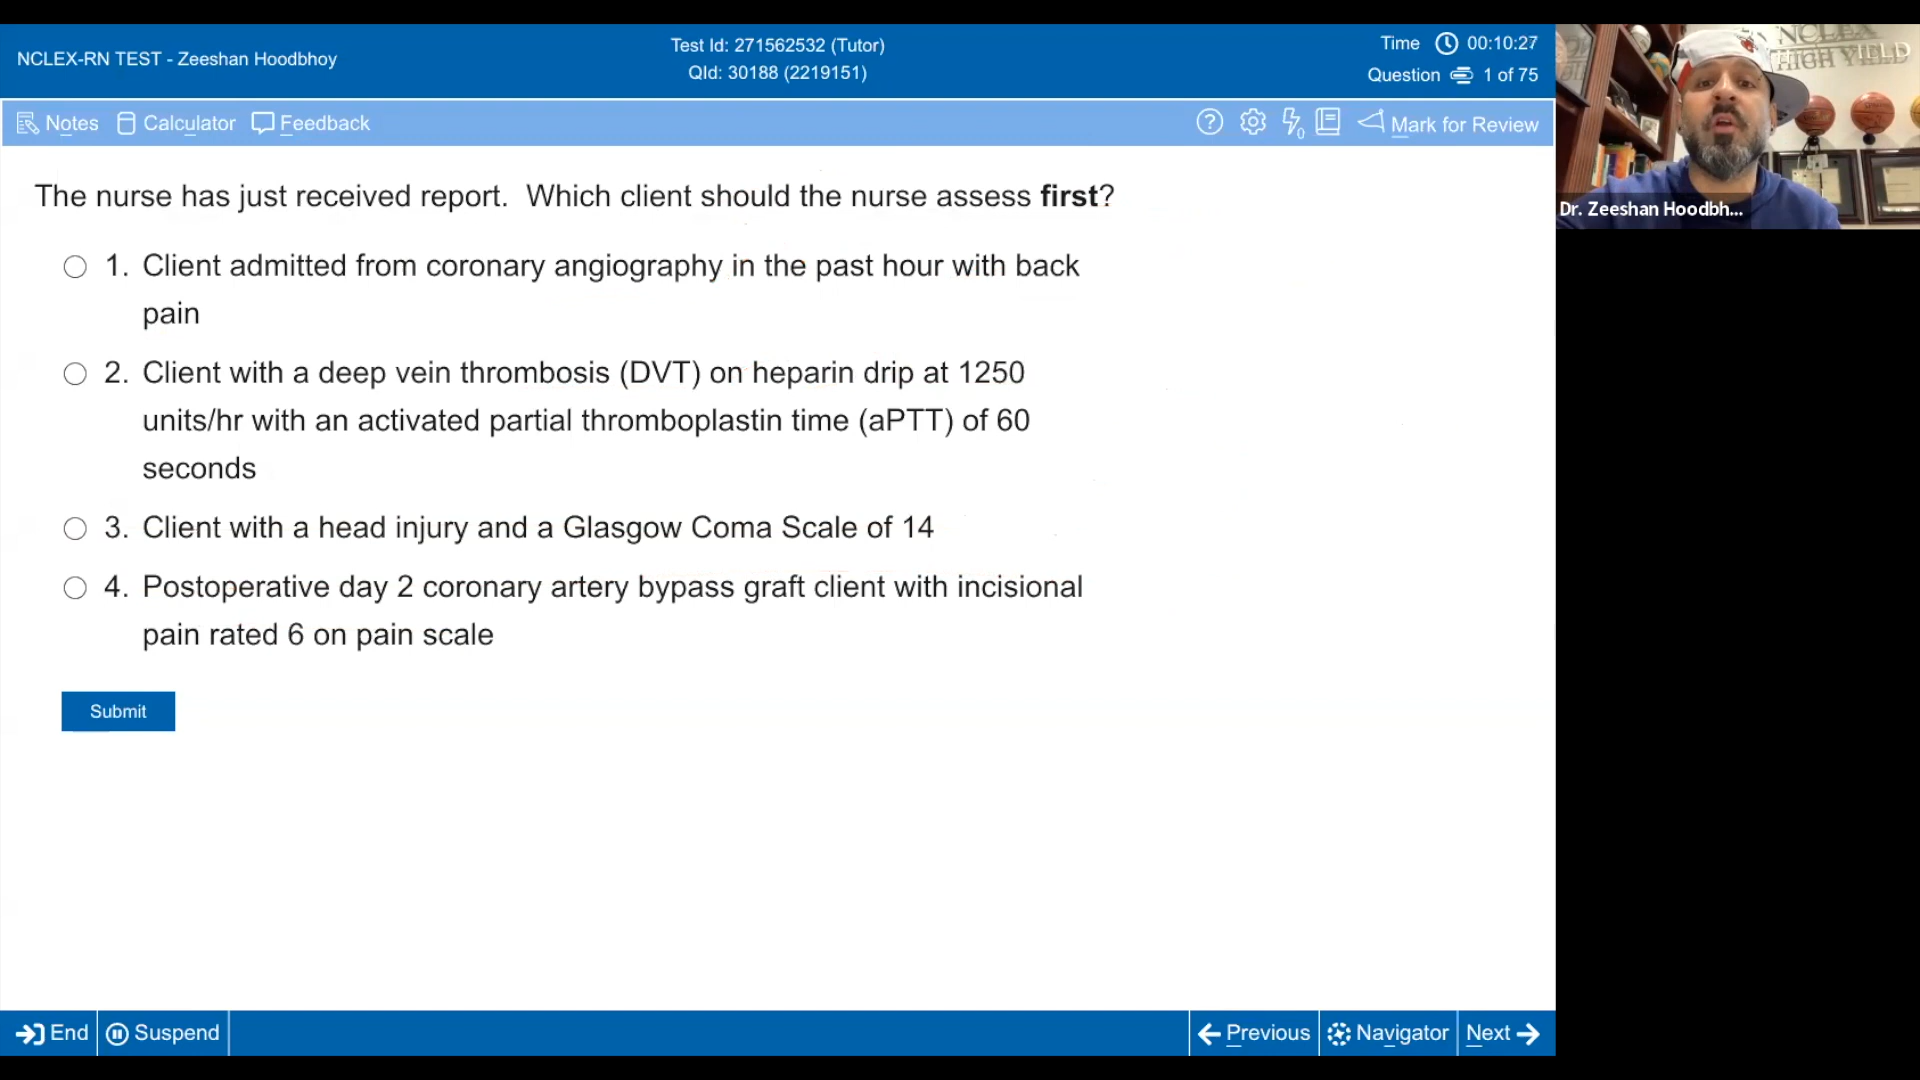 NCLEX-RN TEST - Zeeshan Hoodbhoy
Test Id: 271562532 (Tutor)
QId: 30188 (2219151)
Time 00:10:27
Question 1 of 75
Notes Calculator Feedback
Mark for Review
The nurse has just received report. Which client should the nurse assess first?
1. Client admitted from coronary angiography in the past hour with back
pain
2. Client with a deep vein thrombosis (DVT) on heparin drip at 1250
units/hr with an activated partial thromboplastin time (aPTT) of 60
seconds
3. Client with a head injury and a Glasgow Coma Scale of 14
4. Postoperative day 2 coronary artery bypass graft client with incisional
pain rated 6 on pain scale
Submit
End Suspend
Previous Navigator Next
NCLEX
HIGH YIELD
Dr. Zeeshan Hoodbh...